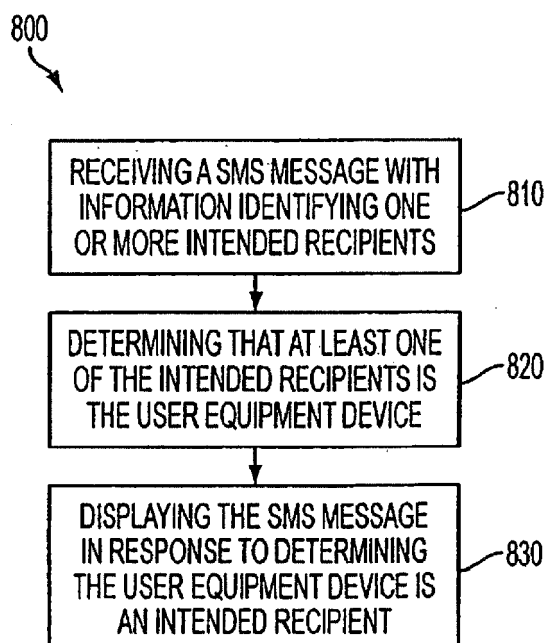 800
RECEIVING A SMS MESSAGE WITH
INFORMATION IDENTIFYING ONE
OR MORE INTENDED RECIPIENTS
810
DETERMINING THAT AT LEAST ONE
OF THE INTENDED RECIPIENTS IS
THE USER EQUIPMENT DEVICE
820
DISPLAYING THE SMS MESSAGE
IN RESPONSE TO DETERMINING
THE USER EQUIPMENT DEVICE IS
AN INTENDED RECIPIENT
830